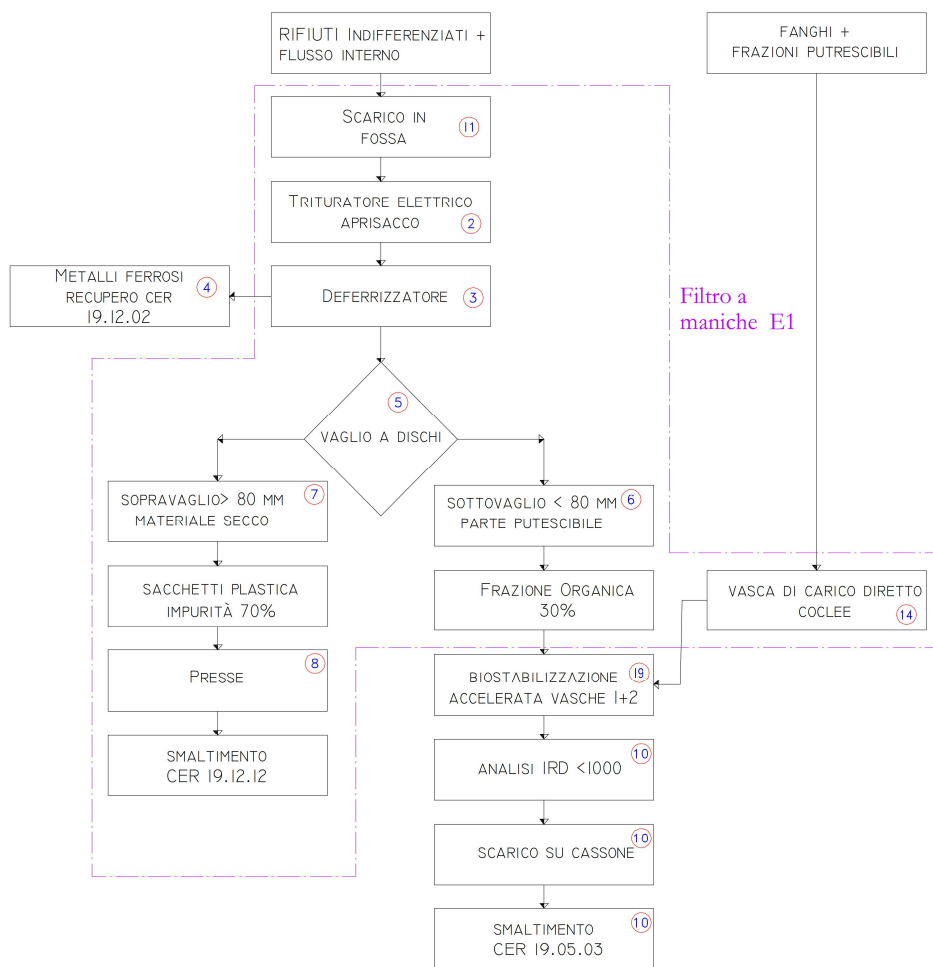 RIFIUTI INDIFFERENZIATI +
FLUSSO INTERNO
FANGHI +
FRAZIONI PUTRESCIBILI
SCARICO IN
FOSSA
11
TRITURATORE ELETTRICO
APRISACCO
2
METALLI FERROSI
RECUPERO CER
19.12.02
4
DEFERRIZZATORE
3
Filtro a
maniche E1
5
VAGLIO A DISCHI
SOPRAVAGLIO> 80 MM
MATERIALE SECCO
7
SOTTOVAGLIO < 80 MM
PARTE PUTESCIBILE
6
SACCHETTI PLASTICA
IMPURITÀ 70%
FRAZIONE ORGANICA
30%
VASCA DI CARICO DIRETTO
COCLEE
14
PRESSE
8
BIOSTABILIZZAZIONE
ACCELERATA VASCHE 1+2
19
SMALTIMENTO
CER 19.12.12
ANALISI IRD <1000
10
SCARICO SU CASSONE
10
SMALTIMENTO
CER 19.05.03
10